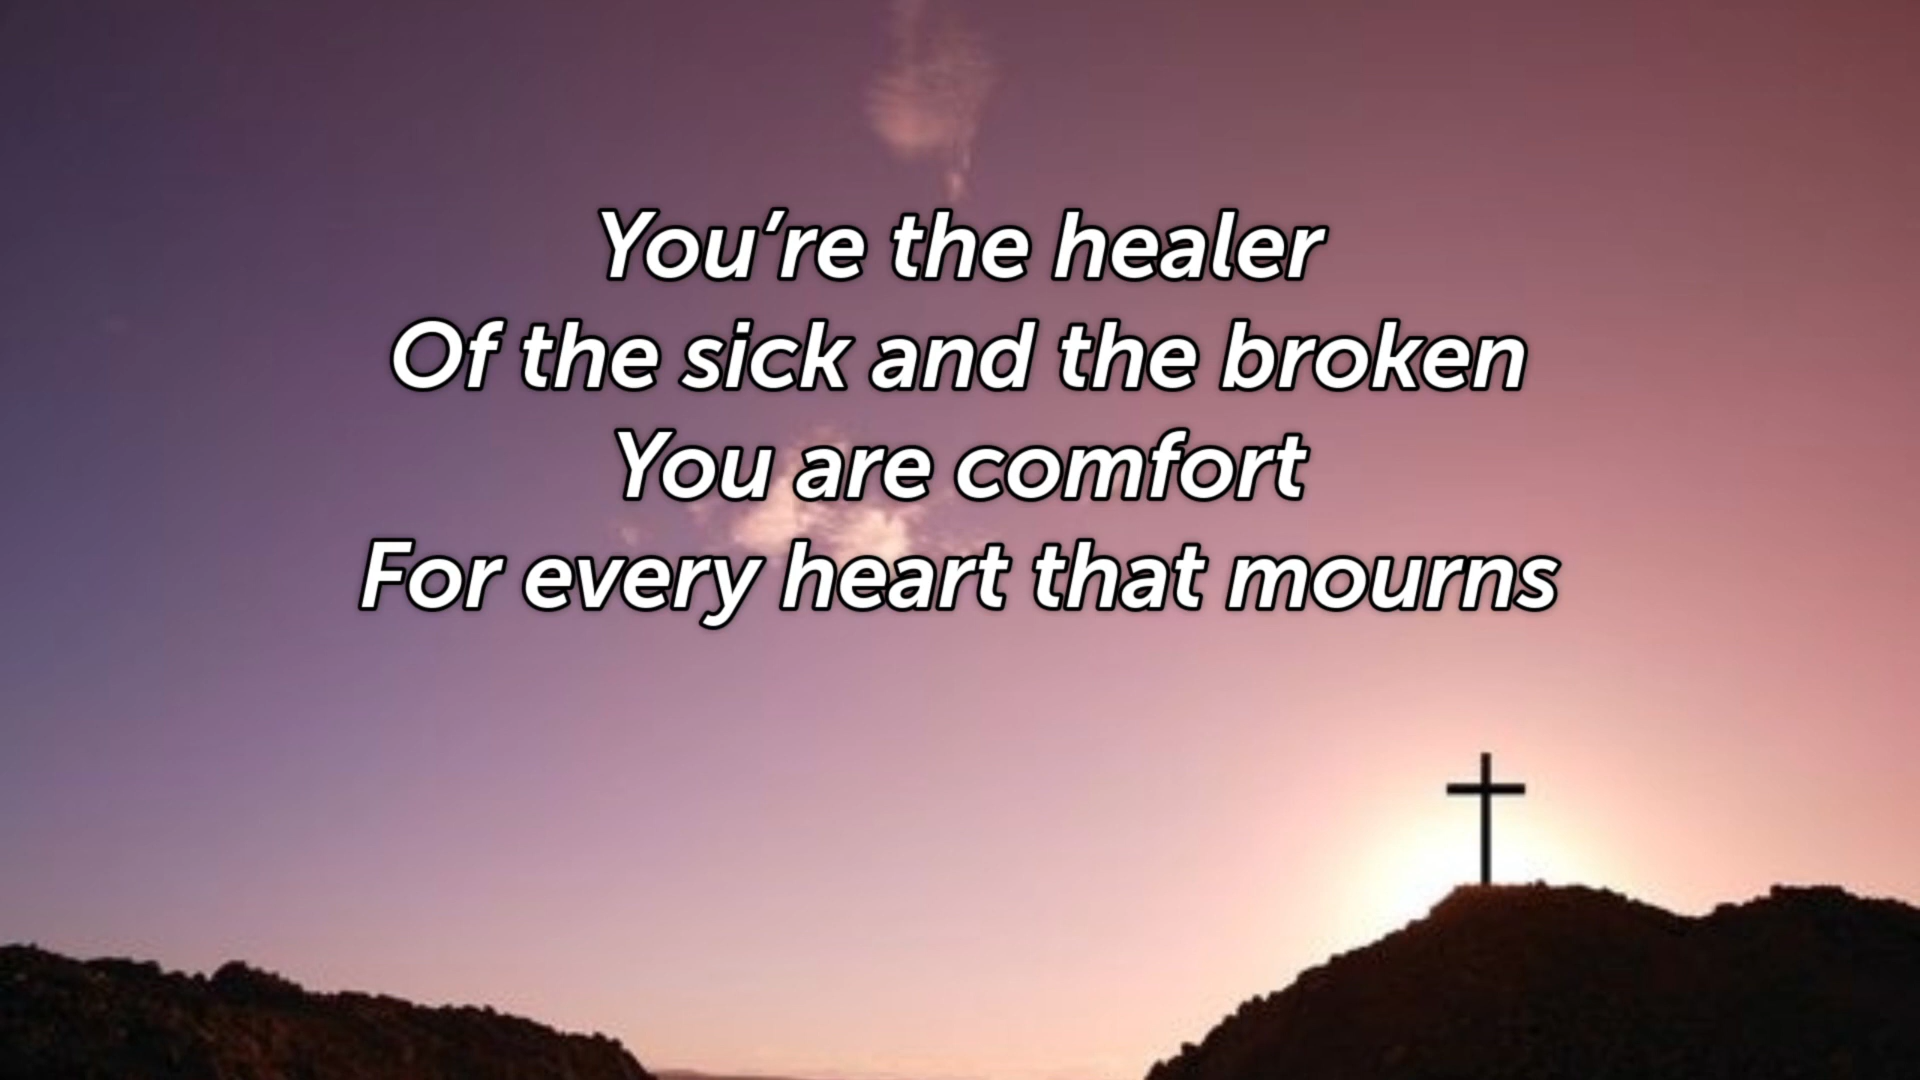 You’re the healer
Of the sick and the broken
You are comfort
For every heart that mourns